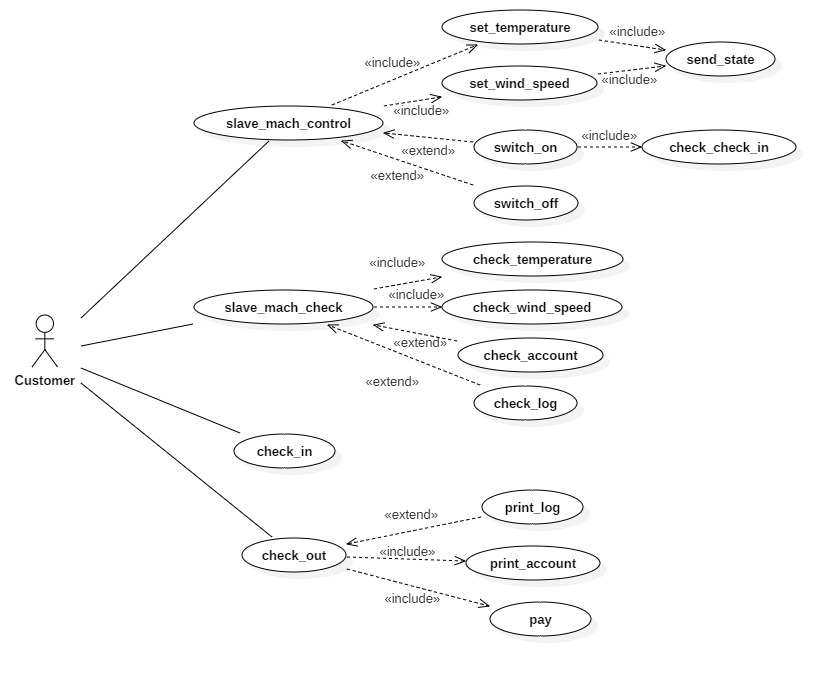 set_temperature
«include»
send_state
«include»
set_wind_speed
«include»
«include»
slave_mach_control
switch_on
«include»
check_check_in
«extend»
«extend»
switch_off
check_temperature
«include»
«include»
slave_mach_check
check_wind_speed
«extend»
check_account
Customer
«extend»
check_log
check_in
print_log
«extend»
check_out
«include»
print_account
«include»
pay